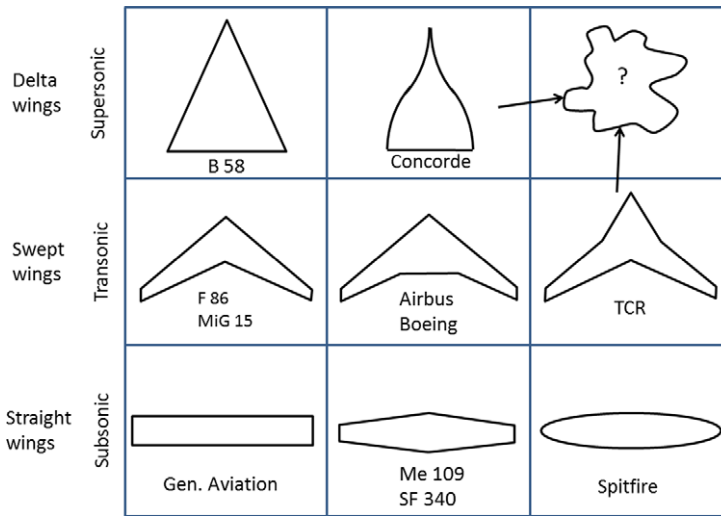 Delta
wings
Supersonic
B 58
Concorde
?
Swept
wings
Transonic
F 86
MiG 15
Airbus
Boeing
TCR
Straight
wings
Subsonic
Gen. Aviation
Me 109
SF 340
Spitfire